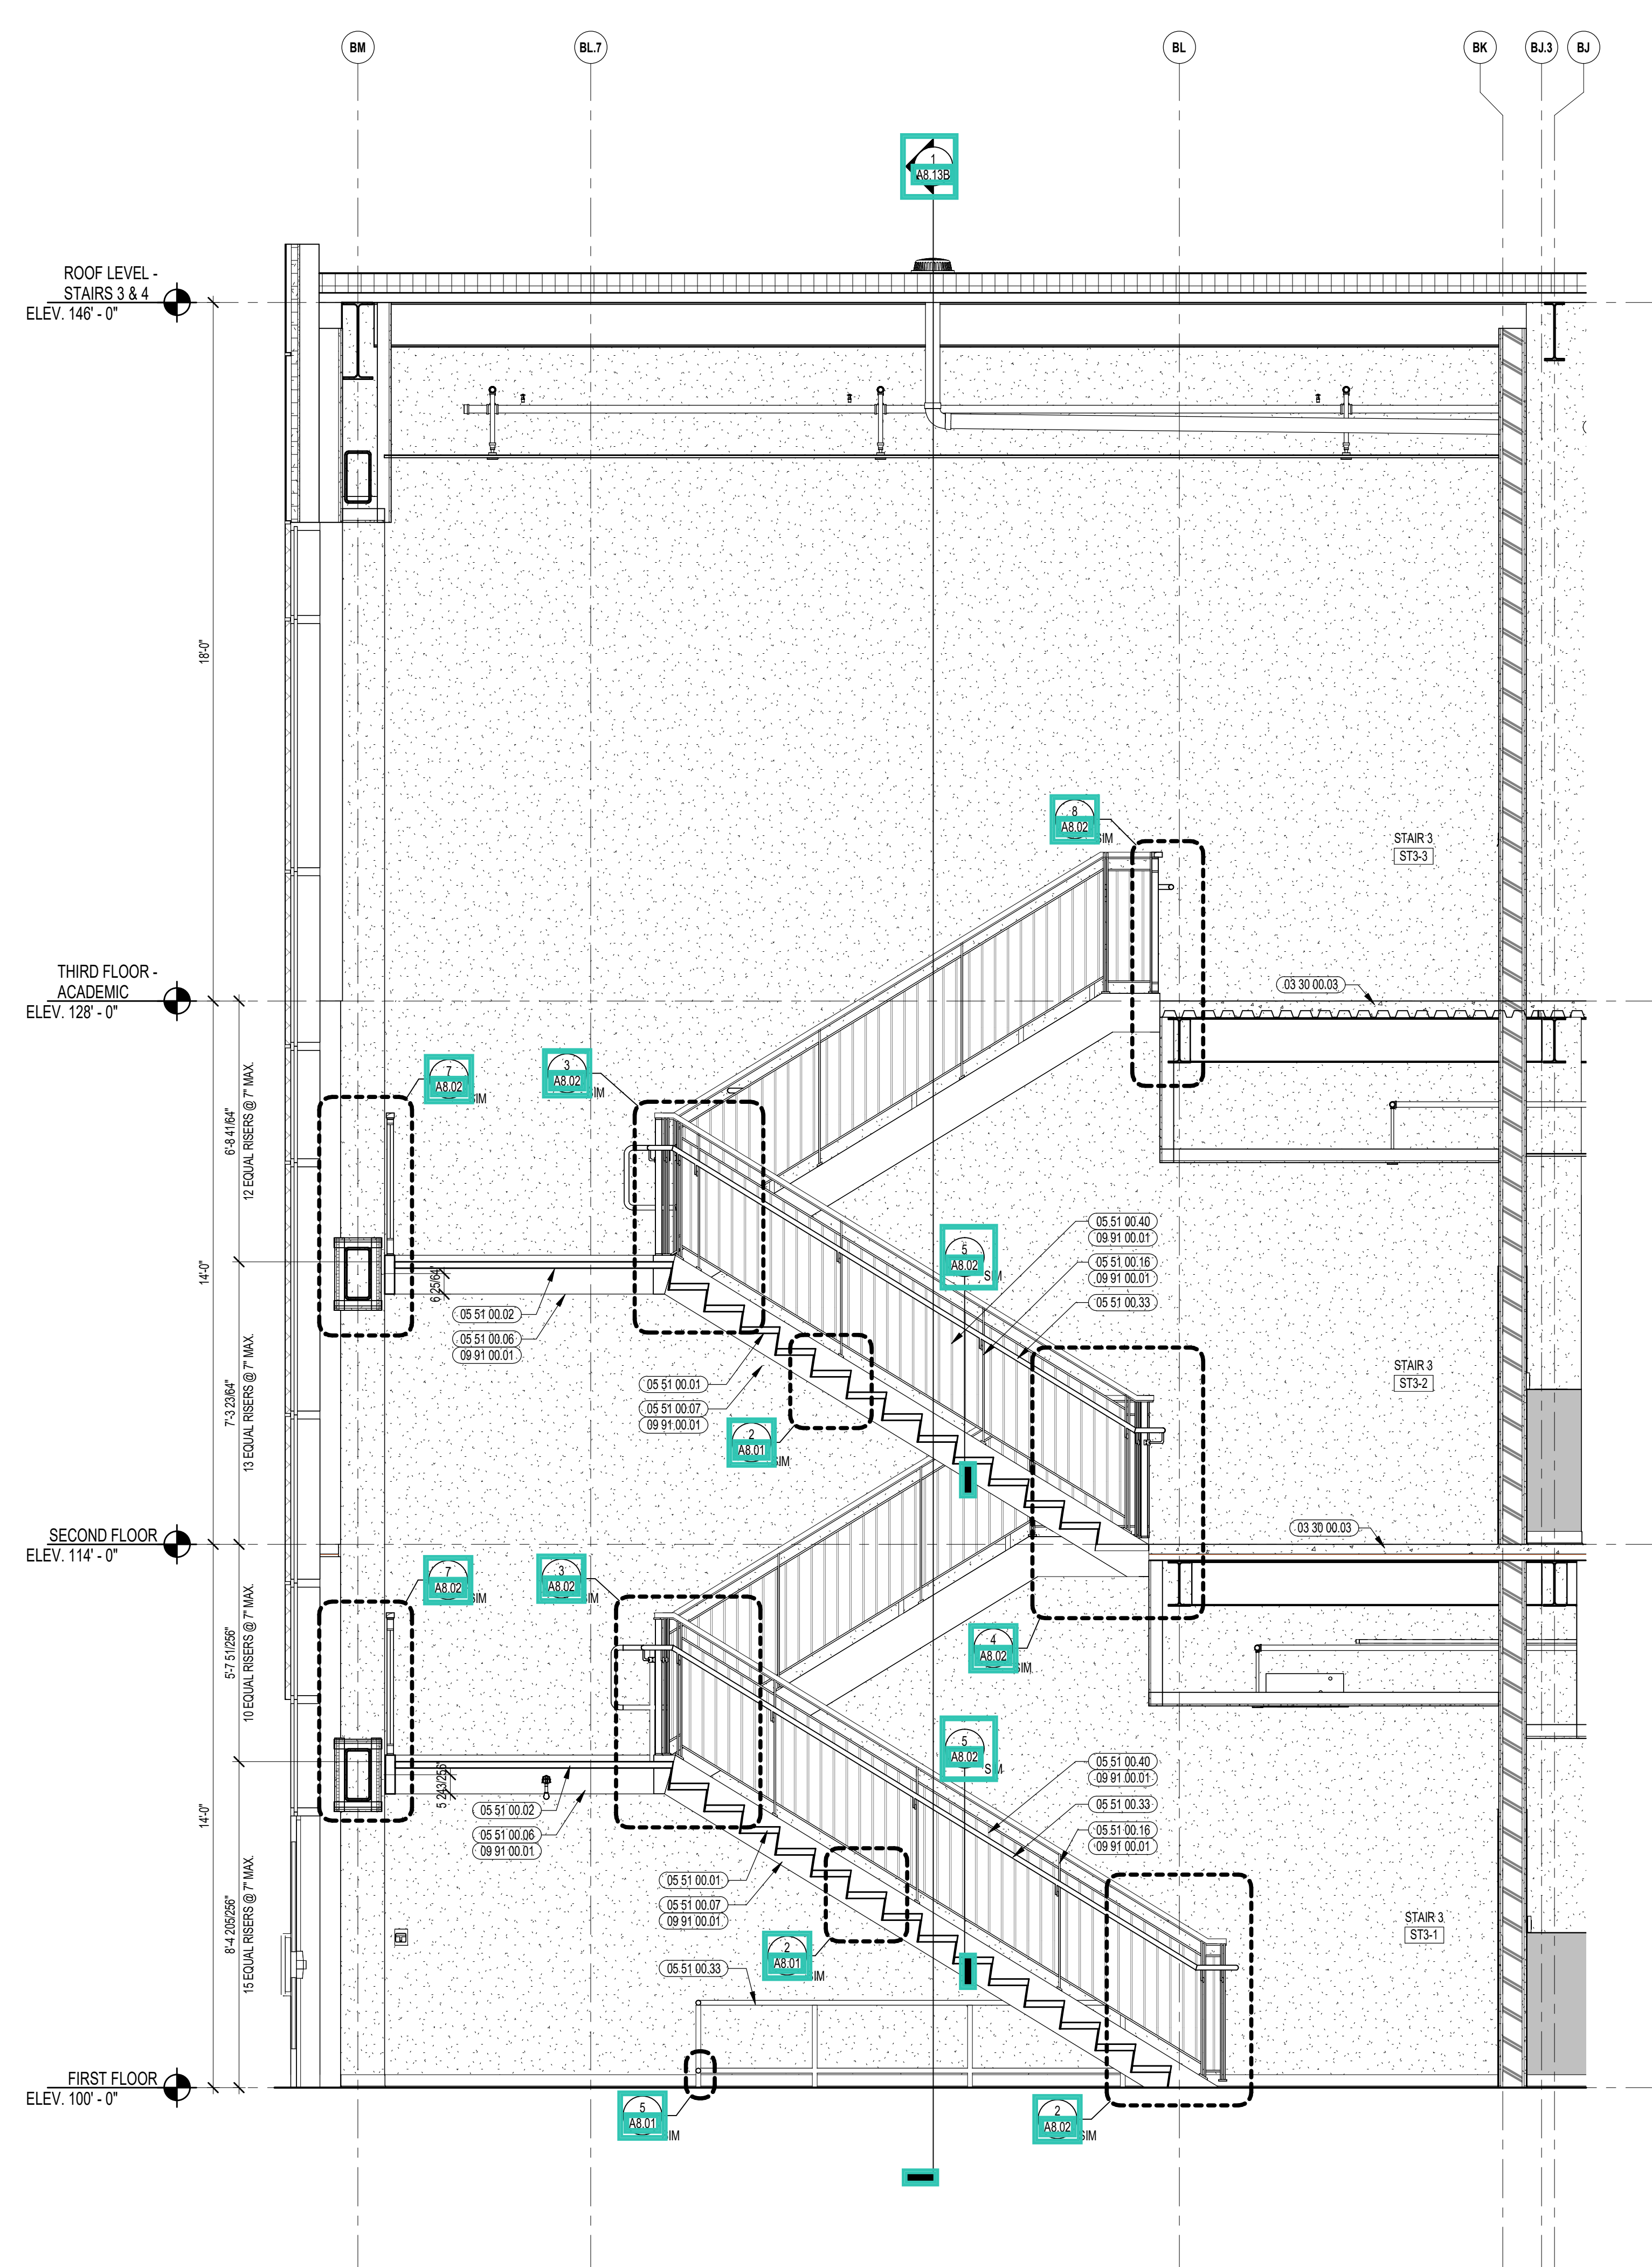 BM
BL.7
BL
BK
BJ.3
BJ
1
A8.13B
ROOF LEVEL -
STAIRS 3 & 4
ELEV. 146' - 0"
18'-0"
8
A8.02
SIM
STAIR 3
ST3-3
THIRD FLOOR -
ACADEMIC
ELEV. 128' - 0"
03 30 00.03
7
A8.02
SIM
3
A8.02
SIM
6'-8 41/64"
12 EQUAL RISERS @ 7" MAX.
14'-0"
6 25/64"
05 51 00.02
05 51 00.06
09 91 00.01
5
A8.02
SIM
05 51 00.40
09 91 00.01
05 51 00.16
09 91 00.01
05 51 00.33
05 51 00.01
05 51 00.07
09 91 00.01
2
A8.01
SIM
STAIR 3
ST3-2
7'-3 23/64"
13 EQUAL RISERS @ 7" MAX.
SECOND FLOOR
ELEV. 114' - 0"
03 30 00.03
7
A8.02
SIM
3
A8.02
SIM
4
A8.02
SIM
5'-7 51/256"
10 EQUAL RISERS @ 7" MAX.
14'-0"
5 243/256"
05 51 00.02
05 51 00.06
09 91 00.01
5
A8.02
SIM
05 51 00.40
09 91 00.01
05 51 00.33
05 51 00.16
09 91 00.01
05 51 00.01
05 51 00.07
09 91 00.01
2
A8.01
SIM
05 51 00.33
STAIR 3
ST3-1
8'-4 205/256"
15 EQUAL RISERS @ 7" MAX.
FIRST FLOOR
ELEV. 100' - 0"
5
A8.01
SIM
2
A8.02
SIM